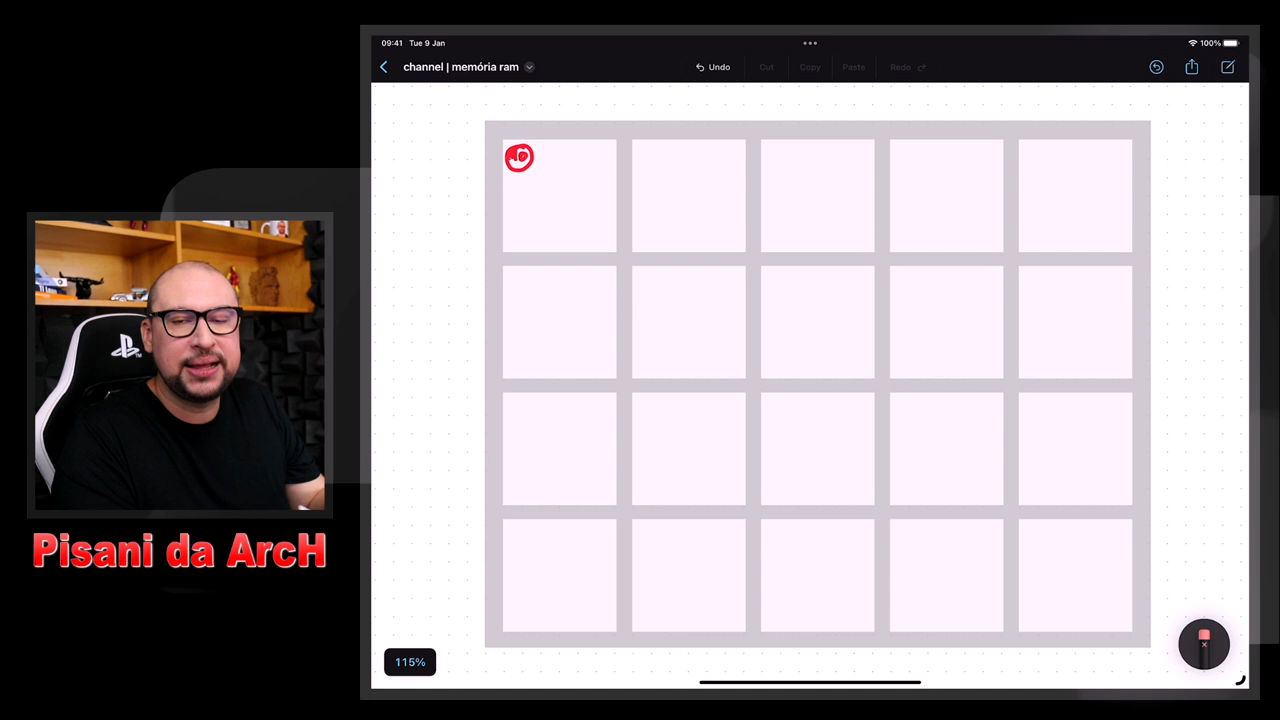 09:41 Tue 9 Jan
100%
channel | memória ram
Undo
Cut
Copy
Paste
Redo
Pisani da ArcH
115%